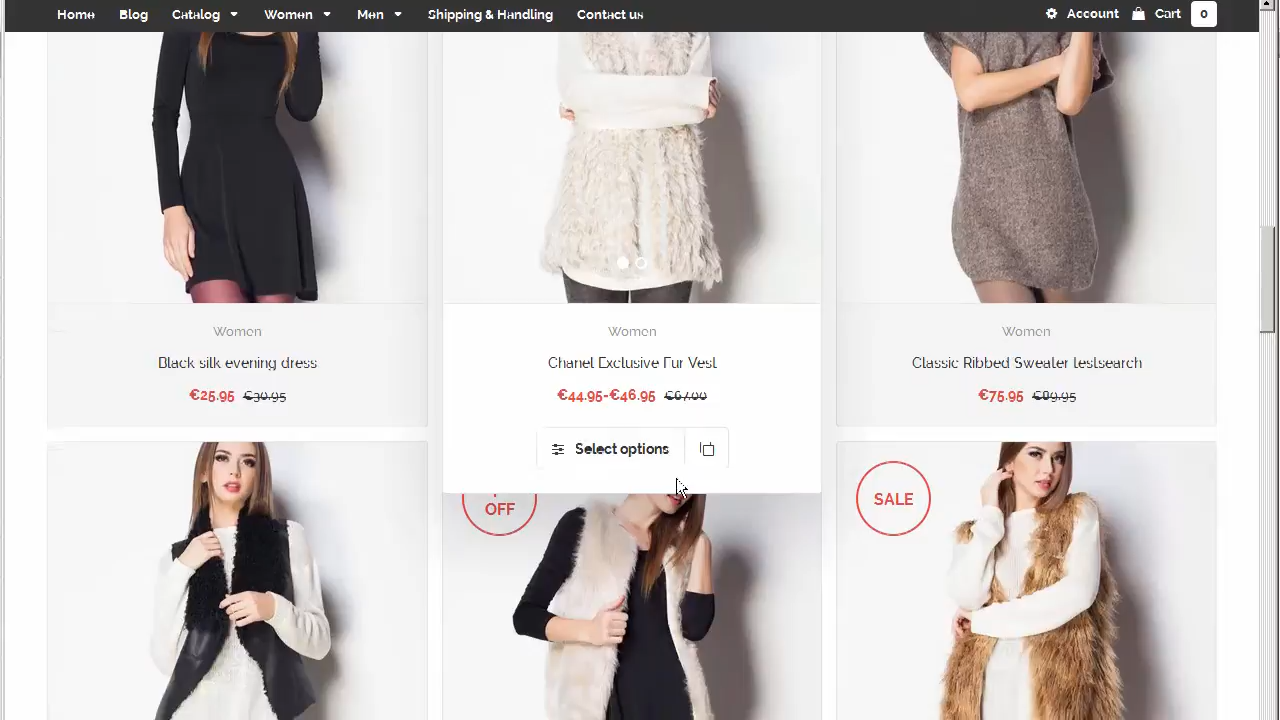 Home Blog Catalog Women Men Shipping & Handling Contact us Account Cart 0
Women
Black silk evening dress
€25.95 €30.95
Women
Chanel Exclusive Fur Vest
€44.95-€46.95 €67.00
Select options
Women
Classic Ribbed Sweater testsearch
€75.95 €89.95
OFF
SALE